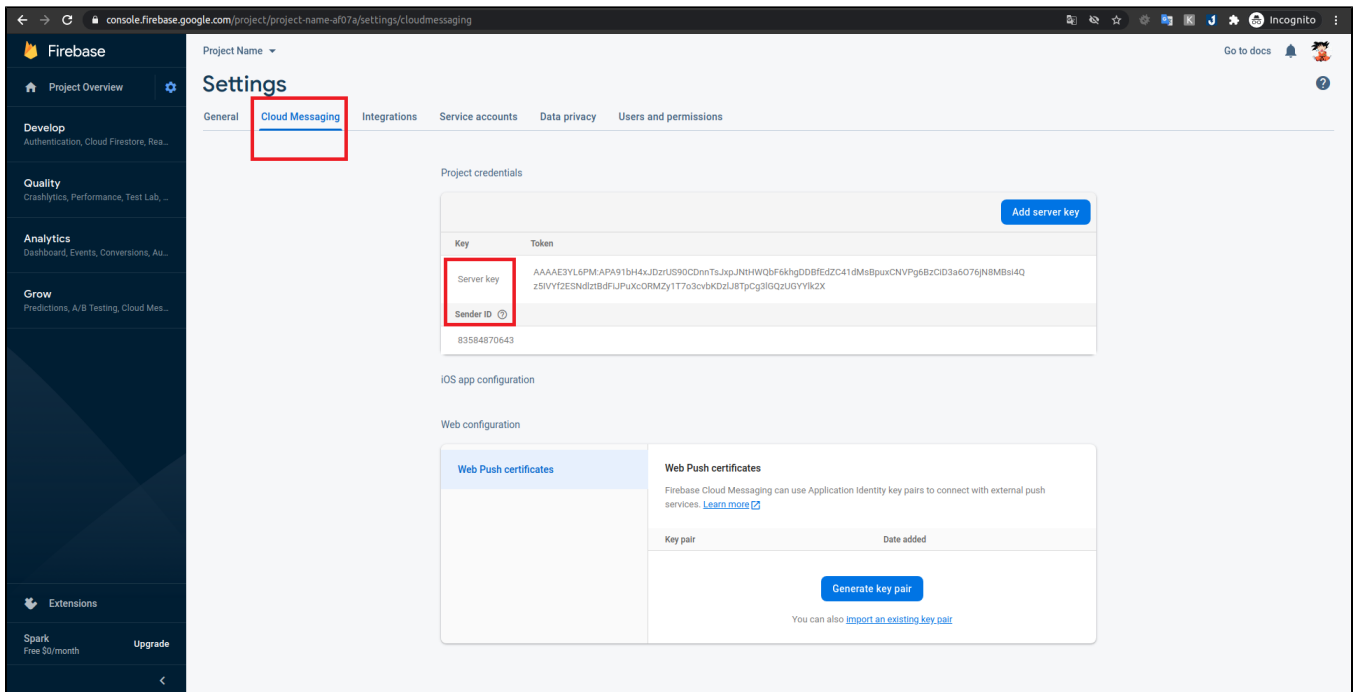 console.firebase.google.com/project/project-name-af07a/settings/cloudmessaging
Incognito
Firebase
Project Name
Go to docs
Project Overview
Settings
General Cloud Messaging Integrations Service accounts Data privacy Users and permissions
Develop
Authentication, Cloud Firestore, Rea...
Quality
Crashlytics, Performance, Test Lab, ...
Analytics
Dashboard, Events, Conversions, Au...
Grow
Predictions, A/B Testing, Cloud Mes...
Extensions
Spark
Free $0/month
Upgrade
Project credentials
Add server key
Key Token
Server key
AAAAE3YL6PM:APA91bH4xJDzrUS90CDnnTsJxpJNtHWQbF6khgDDBfEdZC41dMsBpuxCNVPg6BzCiD3a6O76jN8MBsi4Q
z5IVYf2ESNdlztBdFiJPuXcORMZy1T7o3cvbKDzlJ8TpCg3lGQzUGYYlk2X
Sender ID
83584870643
iOS app configuration
Web configuration
Web Push certificates
Web Push certificates
Firebase Cloud Messaging can use Application Identity key pairs to connect with external push
services. Learn more
Key pair Date added
Generate key pair
You can also import an existing key pair